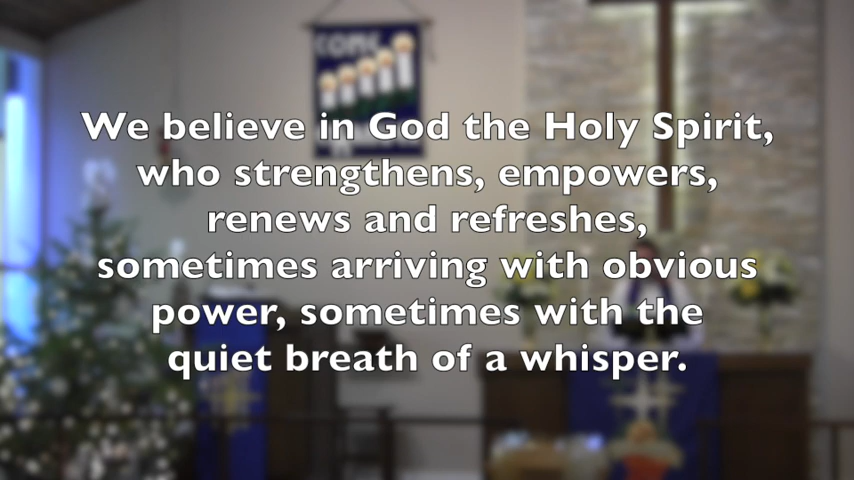 COME
We believe in God the Holy Spirit,
who strengthens, empowers,
renews and refreshes,
sometimes arriving with obvious
power, sometimes with the
quiet breath of a whisper.